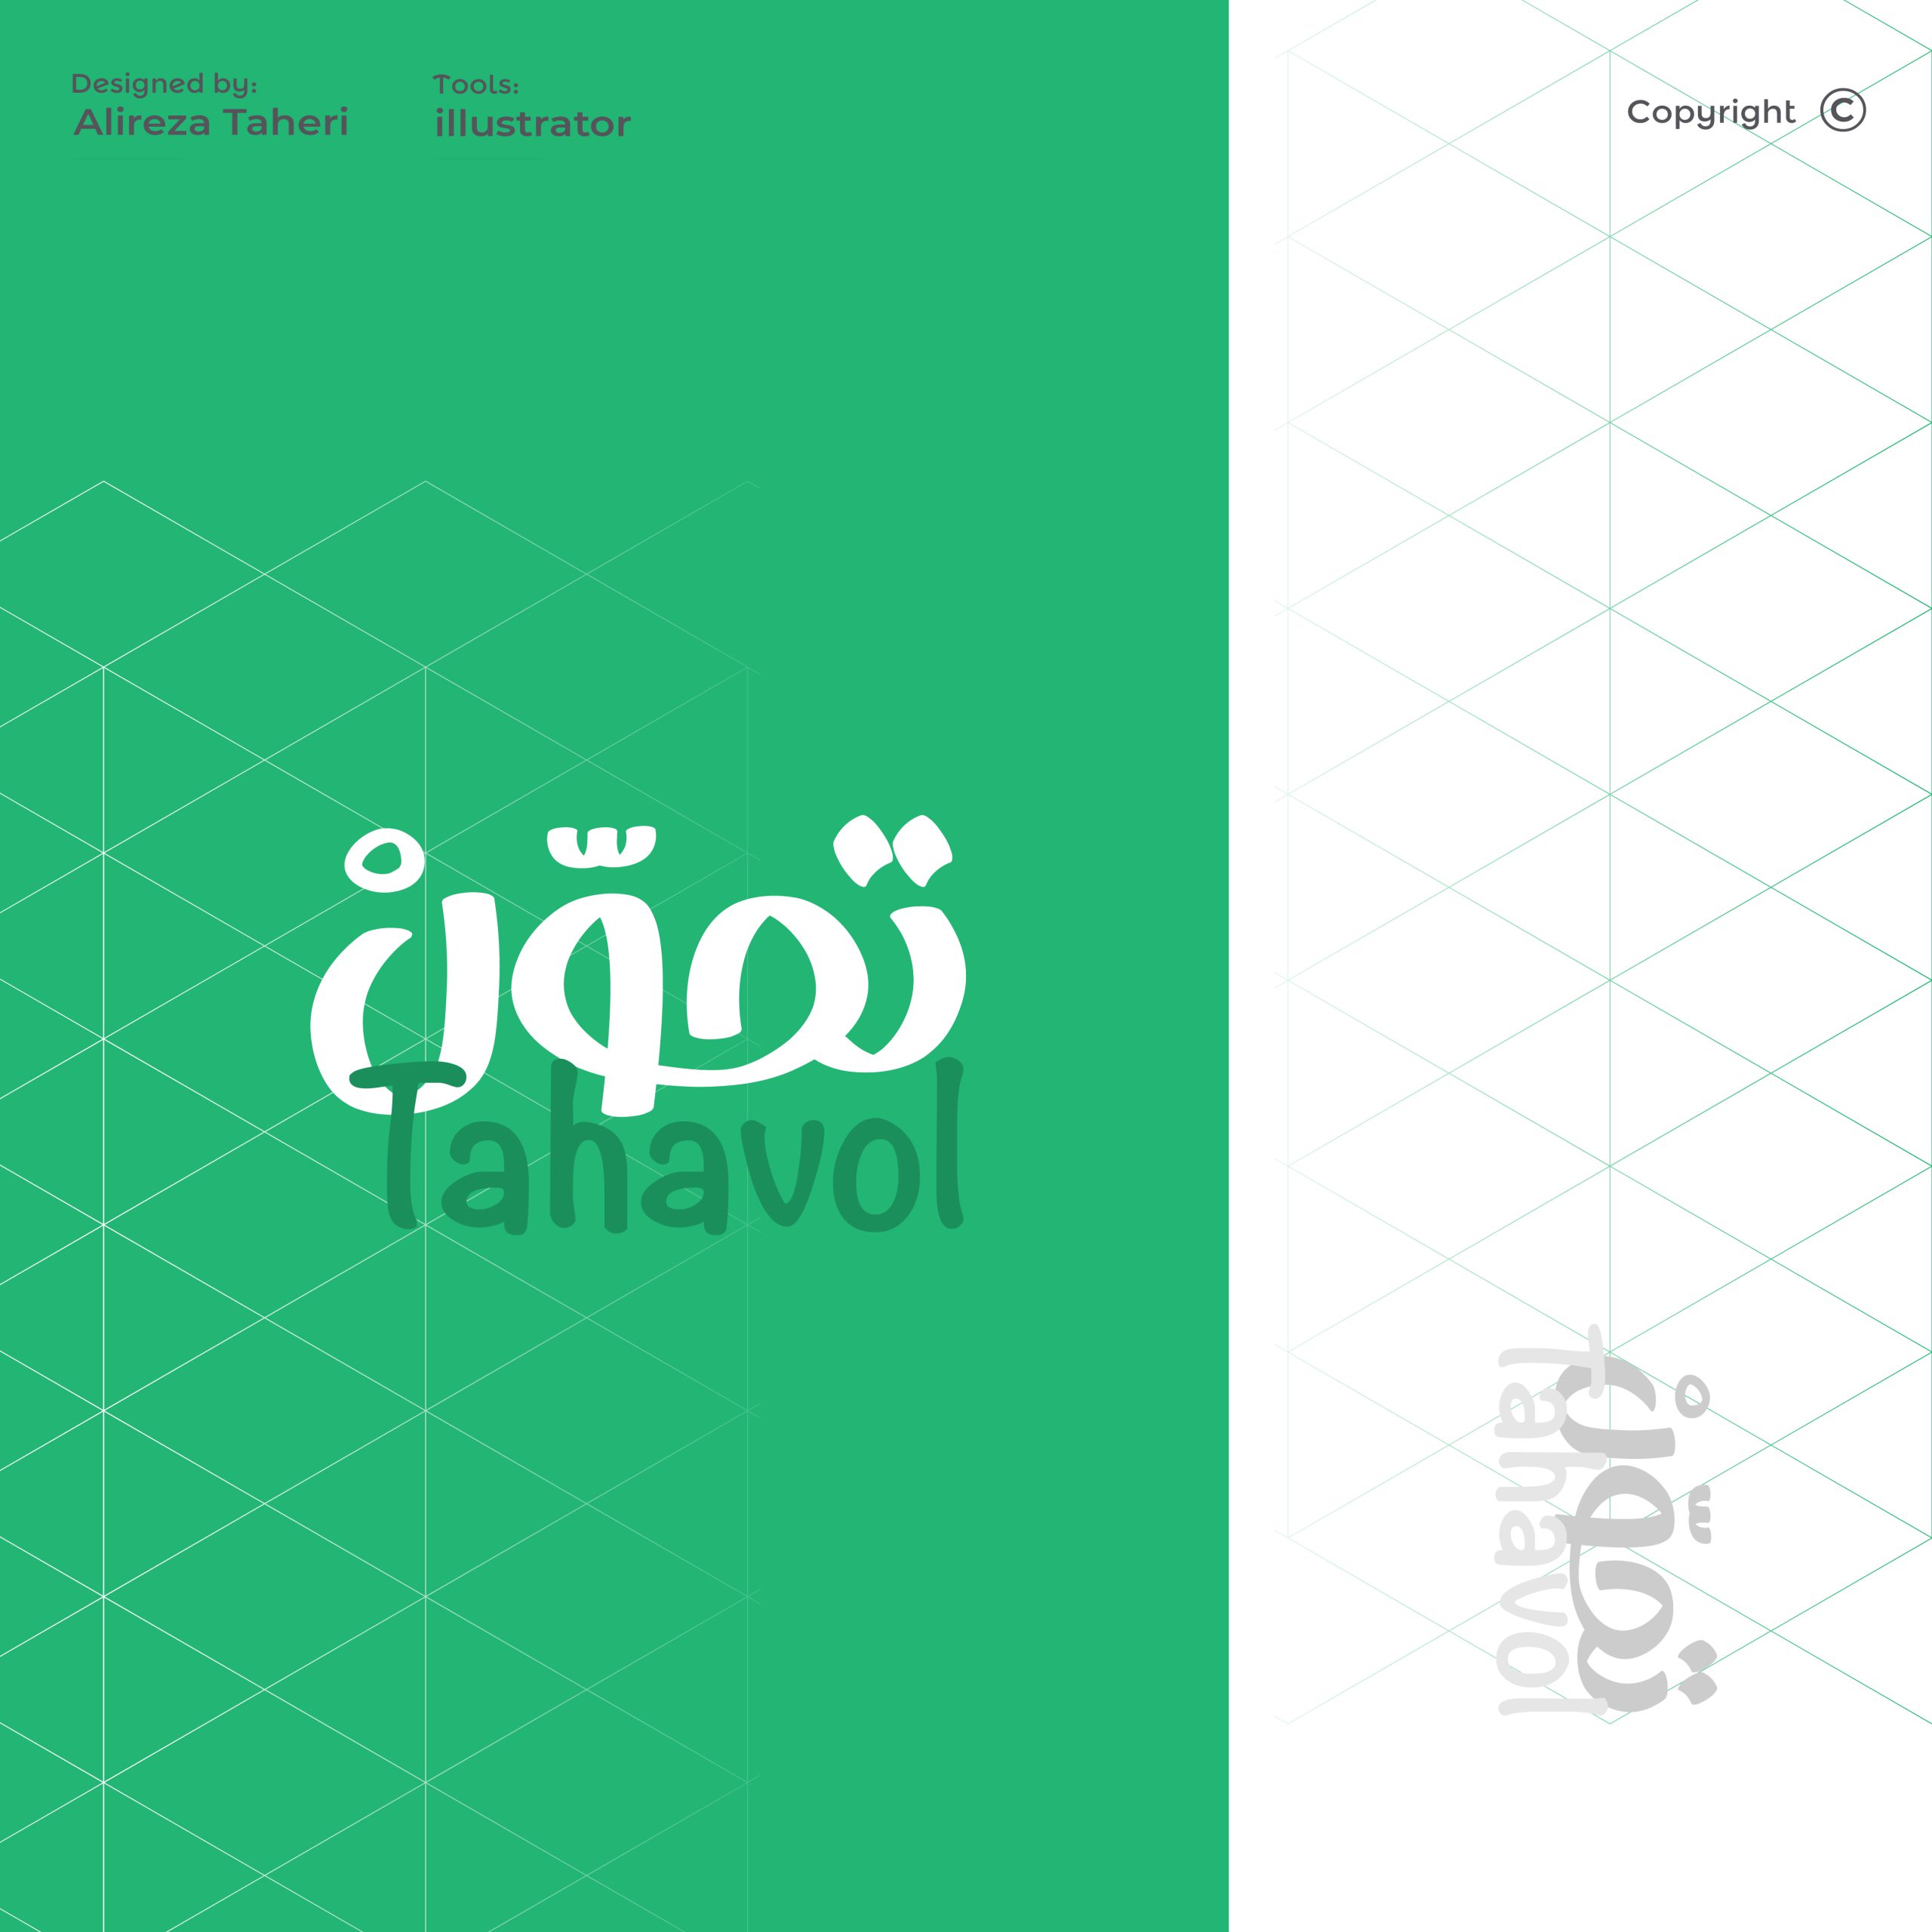 Designed by:
Alireza Taheri
Tools:
illustrator
Copyright ©
تحوّلْ
Tahavol
تحوّلْ
Tahavol